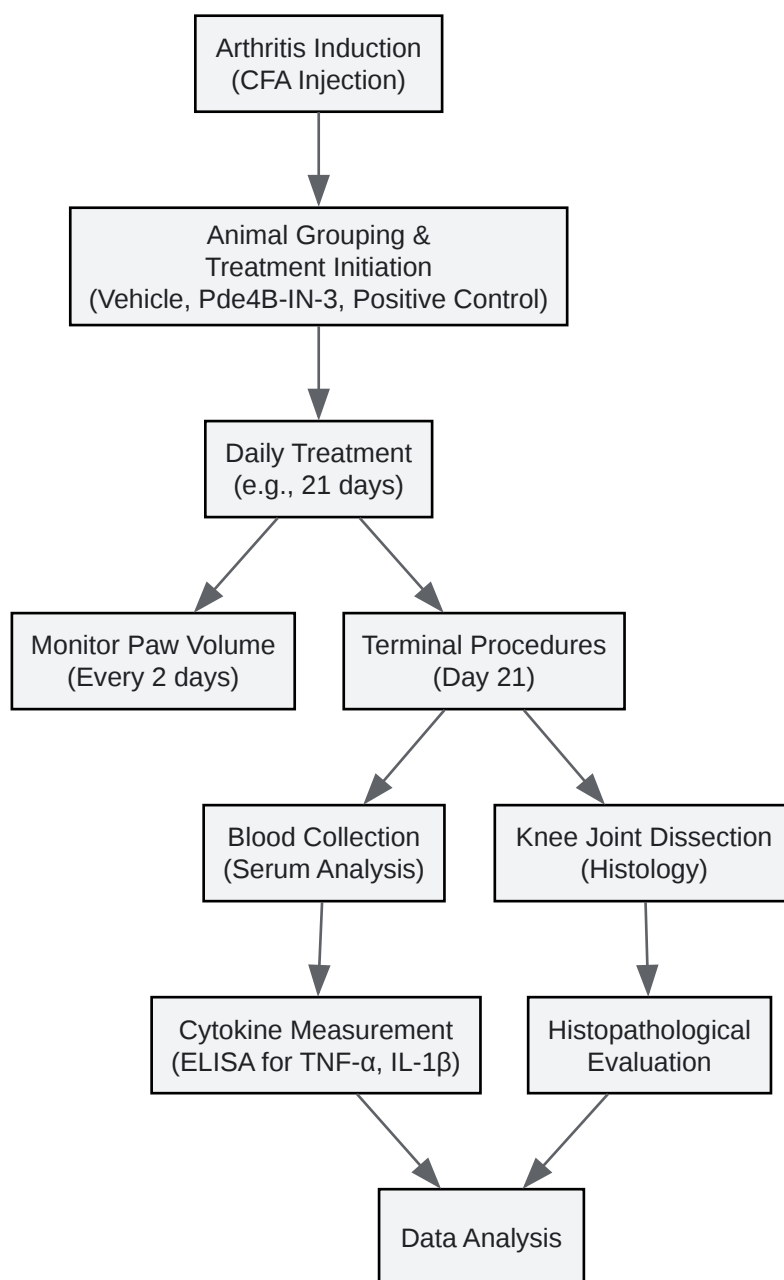 Arthritis Induction
(CFA Injection)
Animal Grouping &
Treatment Initiation
(Vehicle, Pde4B-IN-3, Positive Control)
Daily Treatment
(e.g., 21 days)
Monitor Paw Volume
(Every 2 days)
Terminal Procedures
(Day 21)
Blood Collection
(Serum Analysis)
Knee Joint Dissection
(Histology)
Cytokine Measurement
(ELISA for TNF-α, IL-1β)
Histopathological
Evaluation
Data Analysis